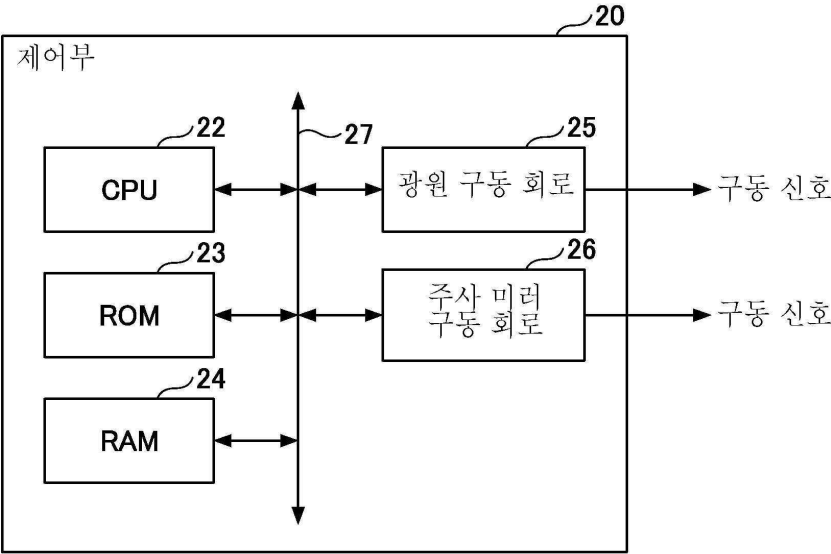 20
제어부
22
CPU
27
25
광원 구동 회로
구동 신호
23
ROM
26
주사 미러
구동 회로
구동 신호
24
RAM